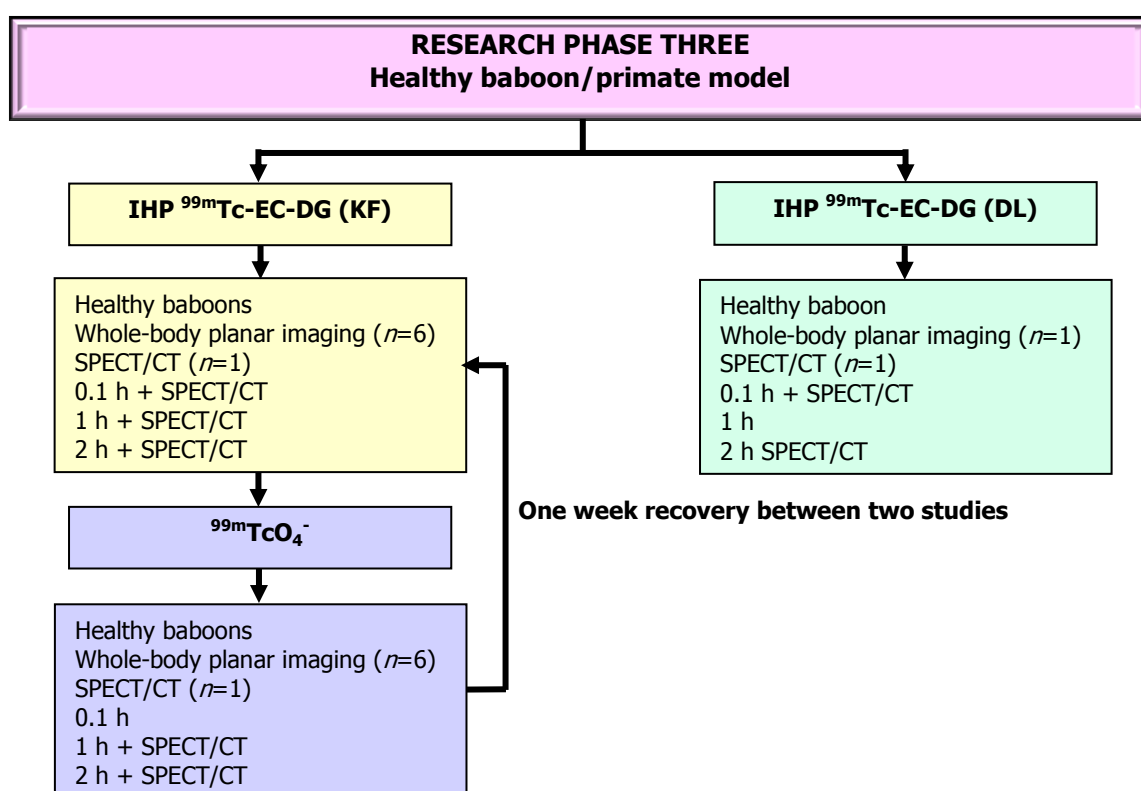 RESEARCH PHASE THREE
Healthy baboon/primate model
IHP ⁹⁹ᵐTc-EC-DG (KF)
Healthy baboons
Whole-body planar imaging (n=6)
SPECT/CT (n=1)
0.1 h + SPECT/CT
1 h + SPECT/CT
2 h + SPECT/CT
⁹⁹ᵐTcO₄⁻
Healthy baboons
Whole-body planar imaging (n=6)
SPECT/CT (n=1)
0.1 h
1 h + SPECT/CT
2 h + SPECT/CT
One week recovery between two studies
IHP ⁹⁹ᵐTc-EC-DG (DL)
Healthy baboon
Whole-body planar imaging (n=1)
SPECT/CT (n=1)
0.1 h + SPECT/CT
1 h
2 h SPECT/CT